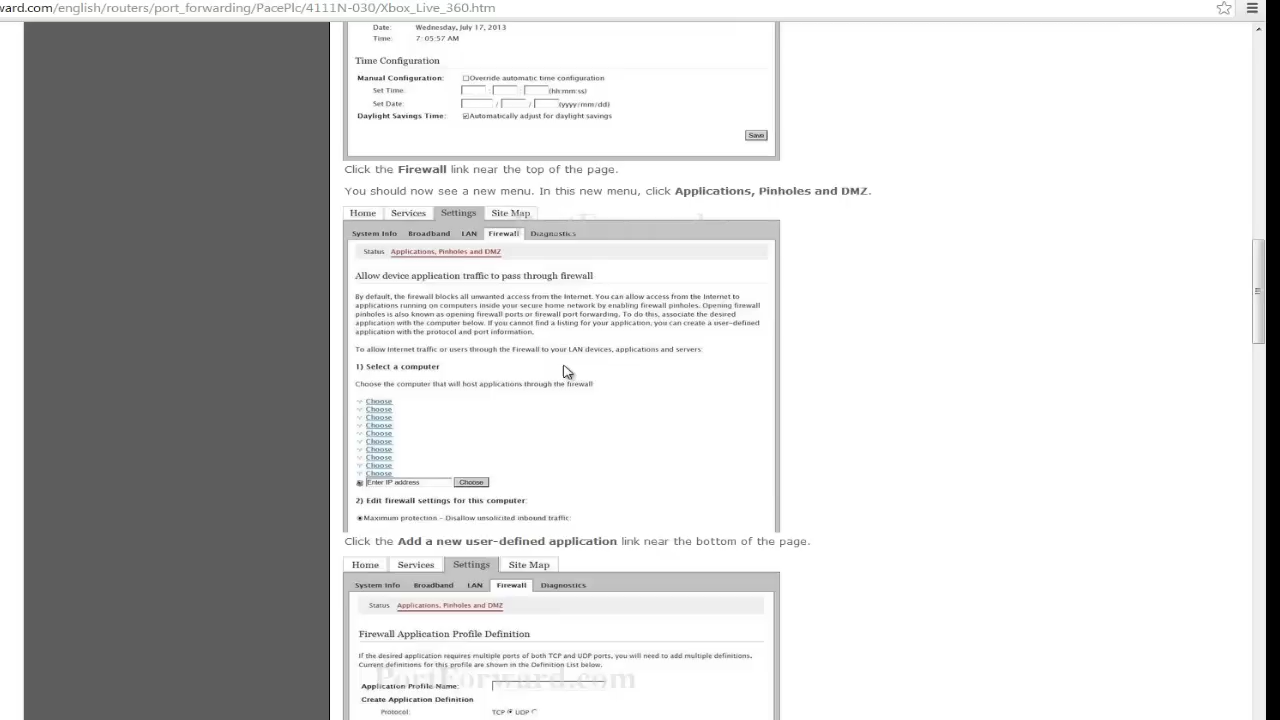 ward.com/english/routers/port_forwarding/PacePlc/4111N-030/Xbox_Live_360.htm
Date: Wednesday, July 17, 2013
Time: 7:05:57 AM
Time Configuration
Manual Configuration: Override automatic time configuration
Set Time: : : (hh:mm:ss)
Set Date: / / (yyyy/mm/dd)
Daylight Savings Time: Automatically adjust for daylight savings
Save
Click the Firewall link near the top of the page.
You should now see a new menu. In this new menu, click Applications, Pinholes and DMZ.
Home Services Settings Site Map
System Info Broadband LAN Firewall Diagnostics
Status Applications, Pinholes and DMZ
Allow device application traffic to pass through firewall
By default, the firewall blocks all unwanted access from the Internet. You can allow access from the Internet to
applications running on computers inside your secure home network by enabling firewall pinholes. Opening firewall
pinholes is also known as opening firewall ports or firewall port forwarding. To do this, associate the desired
application with the computer below. If you cannot find a listing for your application, you can create a user-defined
application with the protocol and port information.
To allow Internet traffic or users through the Firewall to your LAN devices, applications and servers:
1) Select a computer
Choose the computer that will host applications through the firewall
Choose
Choose
Choose
Choose
Choose
Choose
Choose
Choose
Choose
Choose
Enter IP address Choose
2) Edit firewall settings for this computer:
Maximum protection - Disallow unsolicited inbound traffic:
Click the Add a new user-defined application link near the bottom of the page.
Home Services Settings Site Map
System Info Broadband LAN Firewall Diagnostics
Status Applications, Pinholes and DMZ
Firewall Application Profile Definition
If the desired application requires multiple ports of both TCP and UDP ports, you will need to add multiple definitions.
Current definitions for this profile are shown in the Definition List below.
PortForward.com
Application Profile Name:
Create Application Definition
Protocol: TCP UDP